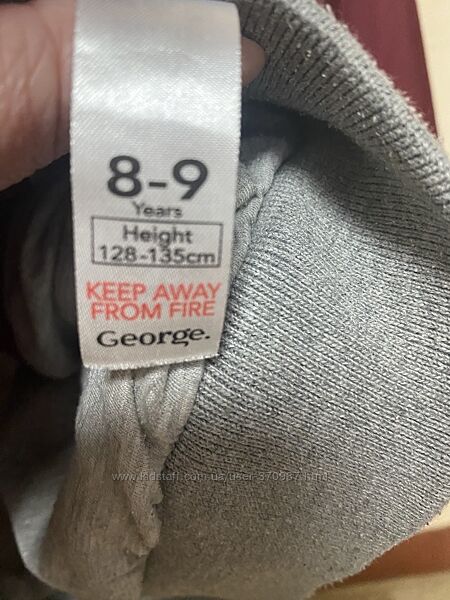 8-9
Years
Height
128-135cm
KEEP AWAY
FROM FIRE
George.